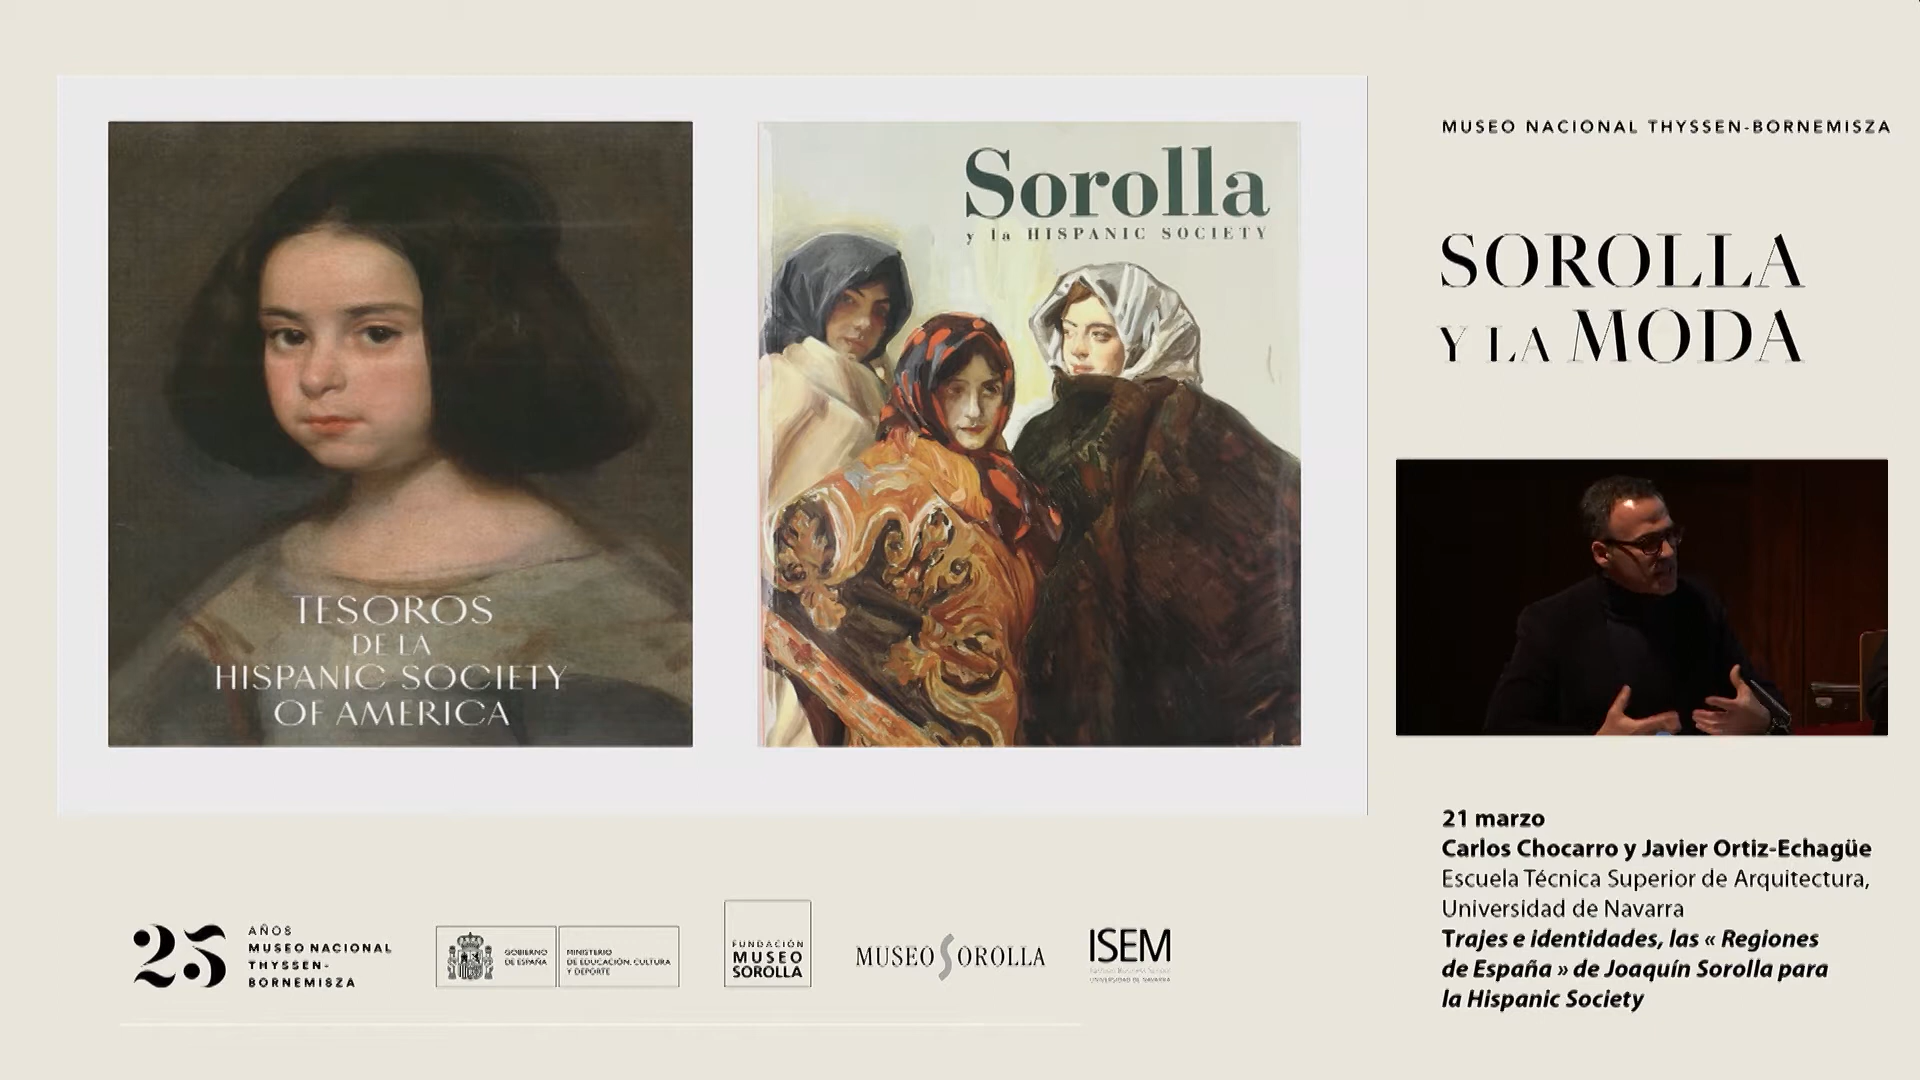 TESOROS
DE LA
HISPANIC SOCIETY
OF AMERICA
Sorolla
y la HISPANIC SOCIETY
MUSEO NACIONAL THYSSEN-BORNEMISZA
SOROLLA
Y LA MODA
21 marzo
Carlos Chocarro y Javier Ortiz-Echagüe
Escuela Técnica Superior de Arquitectura,
Universidad de Navarra
Trajes e identidades, las « Regiones
de España » de Joaquín Sorolla para
la Hispanic Society
25
AÑOS
MUSEO NACIONAL
THYSSEN-
BORNEMISZA
GOBIERNO
DE ESPAÑA
MINISTERIO
DE EDUCACIÓN, CULTURA
Y DEPORTE
FUNDACIÓN
MUSEO
SOROLLA
MUSEO SOROLLA
ISEM
UNIVERSIDAD DE NAVARRA